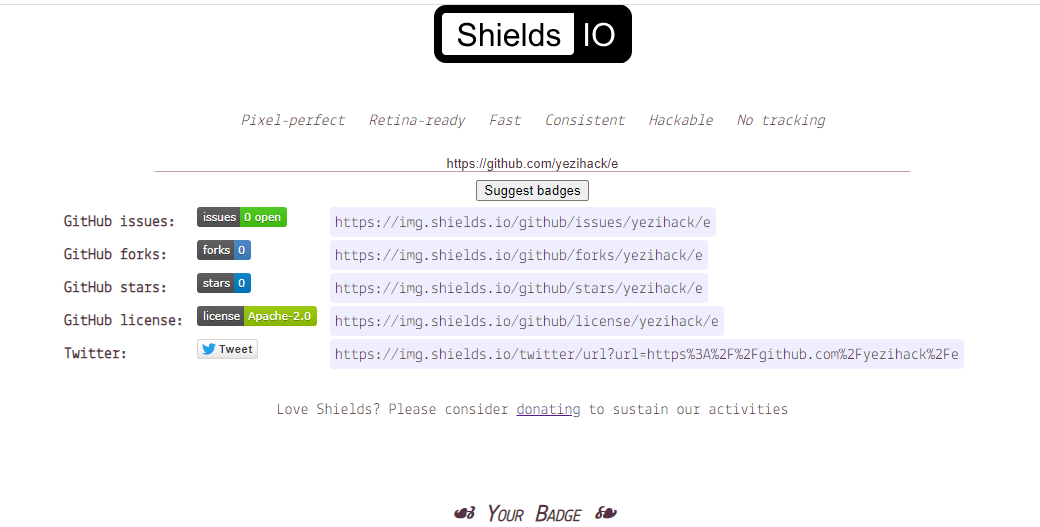 Shields IO
Pixel-perfect Retina-ready Fast Consistent Hackable No tracking
https://github.com/yezihack/e
Suggest badges
GitHub issues: issues 0 open https://img.shields.io/github/issues/yezihack/e
GitHub forks: forks 0 https://img.shields.io/github/forks/yezihack/e
GitHub stars: stars 0 https://img.shields.io/github/stars/yezihack/e
GitHub license: license Apache-2.0 https://img.shields.io/github/license/yezihack/e
Twitter: Tweet https://img.shields.io/twitter/url?url=https%3A%2F%2Fgithub.com%2Fyezihack%2Fe
Love Shields? Please consider donating to sustain our activities
☙ Your Badge ❧